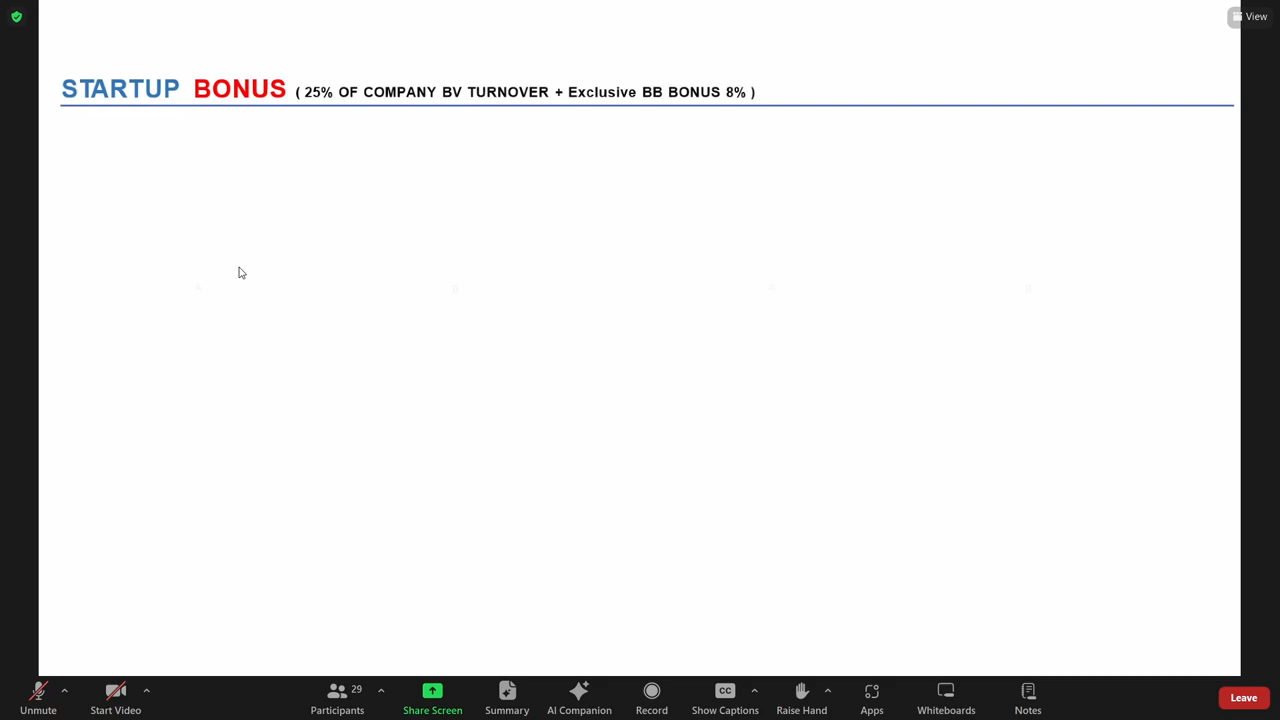 View
STARTUP BONUS ( 25% OF COMPANY BV TURNOVER + Exclusive BB BONUS 8% )
A B A B
29
CC
Unmute Start Video Participants Share Screen Summary AI Companion Record Show Captions Raise Hand Apps Whiteboards Notes Leave